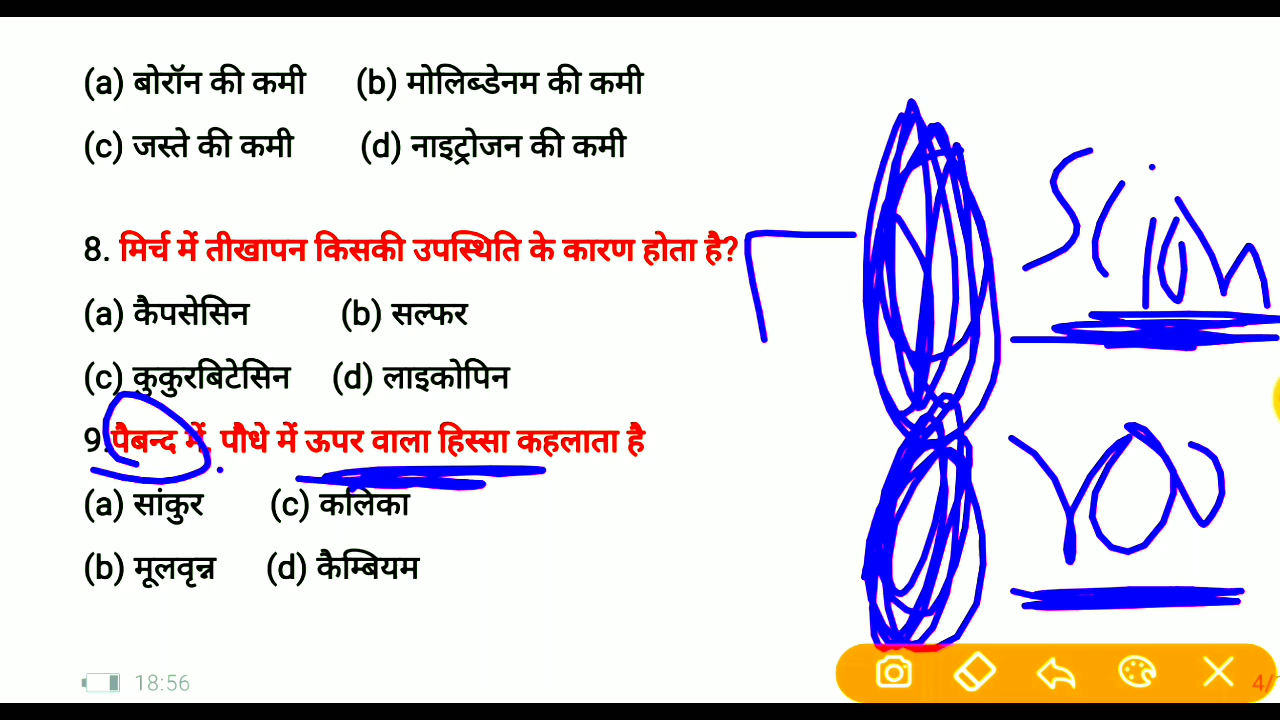 (a) बोरॉन की कमी (b) मोलिब्डेनम की कमी
(c) जस्ते की कमी (d) नाइट्रोजन की कमी
8. मिर्च में तीखापन किसकी उपस्थिति के कारण होता है?
(a) कैपसेसिन (b) सल्फर
(c) कुकुरबिटेसिन (d) लाइकोपिन
9. पैबन्द में, पौधे में ऊपर वाला हिस्सा कहलाता है
(a) सांकुर (c) कलिका
(b) मूलवृन्न (d) कैम्बियम
Scion
18:56